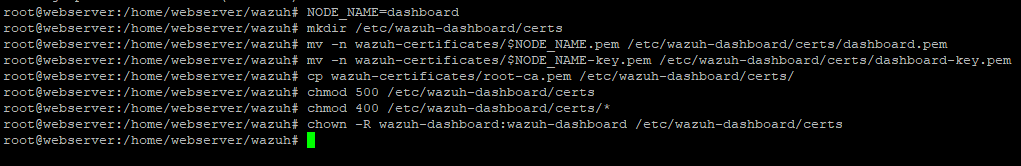 root@webserver:/home/webserver/wazuh# NODE_NAME=dashboard
root@webserver:/home/webserver/wazuh# mkdir /etc/wazuh-dashboard/certs
root@webserver:/home/webserver/wazuh# mv -n wazuh-certificates/$NODE_NAME.pem /etc/wazuh-dashboard/certs/dashboard.pem
root@webserver:/home/webserver/wazuh# mv -n wazuh-certificates/$NODE_NAME-key.pem /etc/wazuh-dashboard/certs/dashboard-key.pem
root@webserver:/home/webserver/wazuh# cp wazuh-certificates/root-ca.pem /etc/wazuh-dashboard/certs/
root@webserver:/home/webserver/wazuh# chmod 500 /etc/wazuh-dashboard/certs
root@webserver:/home/webserver/wazuh# chmod 400 /etc/wazuh-dashboard/certs/*
root@webserver:/home/webserver/wazuh# chown -R wazuh-dashboard:wazuh-dashboard /etc/wazuh-dashboard/certs
root@webserver:/home/webserver/wazuh#